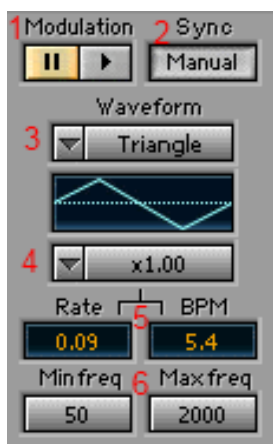 1 Modulation 2 Sync
Manual
Waveform
3 Triangle
4 x1.00
Rate 5 BPM
0.09 5.4
Minfreq 6 Maxfreq
50 2000